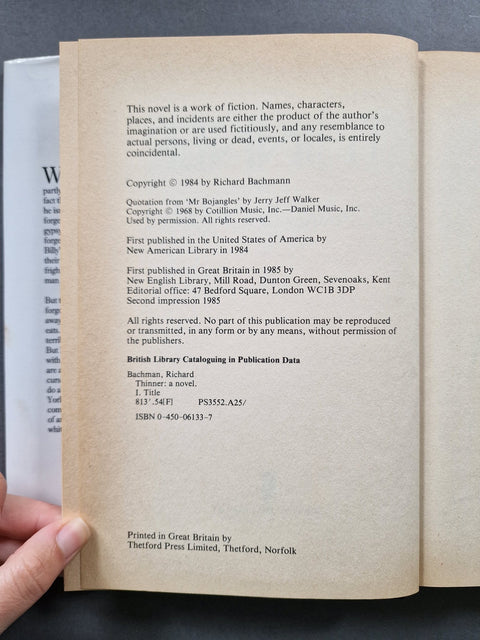 This novel is a work of fiction. Names, characters,
places, and incidents are either the product of the author's
imagination or are used fictitiously, and any resemblance to
actual persons, living or dead, events, or locales, is entirely
coincidental.
Copyright © 1984 by Richard Bachmann
Quotation from 'Mr Bojangles' by Jerry Jeff Walker
Copyright © 1968 by Cotillion Music, Inc.—Daniel Music, Inc.
Used by permission. All rights reserved.
First published in the United States of America by
New American Library in 1984
First published in Great Britain in 1985 by
New English Library, Mill Road, Dunton Green, Sevenoaks, Kent
Editorial office: 47 Bedford Square, London WC1B 3DP
Second impression 1985
All rights reserved. No part of this publication may be reproduced
or transmitted, in any form or by any means, without permission of
the publishers.
British Library Cataloguing in Publication Data
Bachman, Richard
Thinner: a novel.
I. Title
813'.54[F] PS3552.A25/
ISBN 0-450-06133-7
Printed in Great Britain by
Thetford Press Limited, Thetford, Norfolk